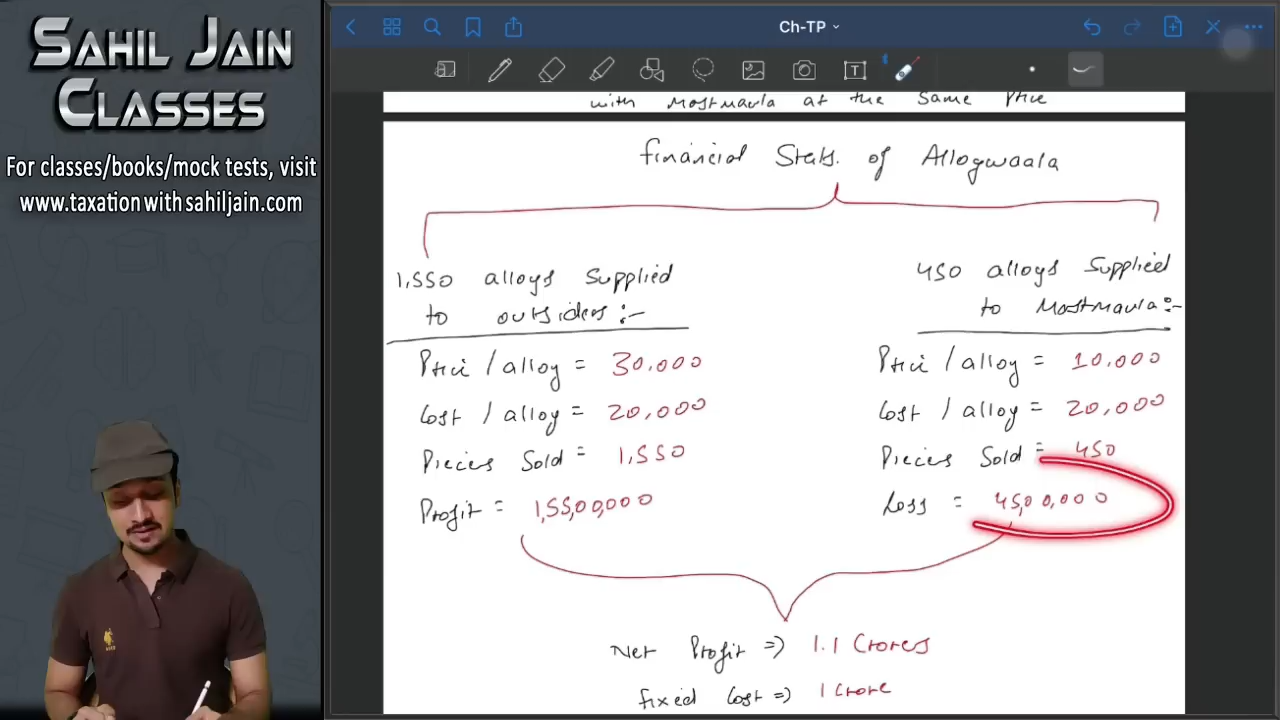 SAHIL JAIN
CLASSES
For classes/books/mock tests, visit
www.taxationwithsahiljain.com
Ch-TP
with Mostmaula at the Same Price
Financial Stats. of Allogwaala
1,550 alloys Supplied
to outsiders :-
Price / alloy = 30,000
Cost / alloy = 20,000
Pieces Sold = 1,550
Profit = 1,55,00,000
450 alloys Supplied
to Mostmaula :-
Price / alloy = 10,000
Cost / alloy = 20,000
Pieces Sold = 450
Loss = 45,00,000
Net Profit => 1.1 Crores
Fixed Cost => 1 Crore